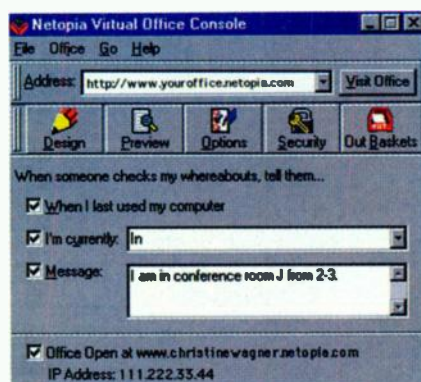 Netopia Virtual Office Console
File Office Go Help
Address: http://www.youroffice.netopia.com Visit Office
Design Preview Options Security Out Baskets
When someone checks my whereabouts, tell them...
When I last used my computer
I'm currently: In
Message: I am in conference room J from 2-3.
Office Open at www.christinewagner.netopia.com
IP Address: 111.222.33.44